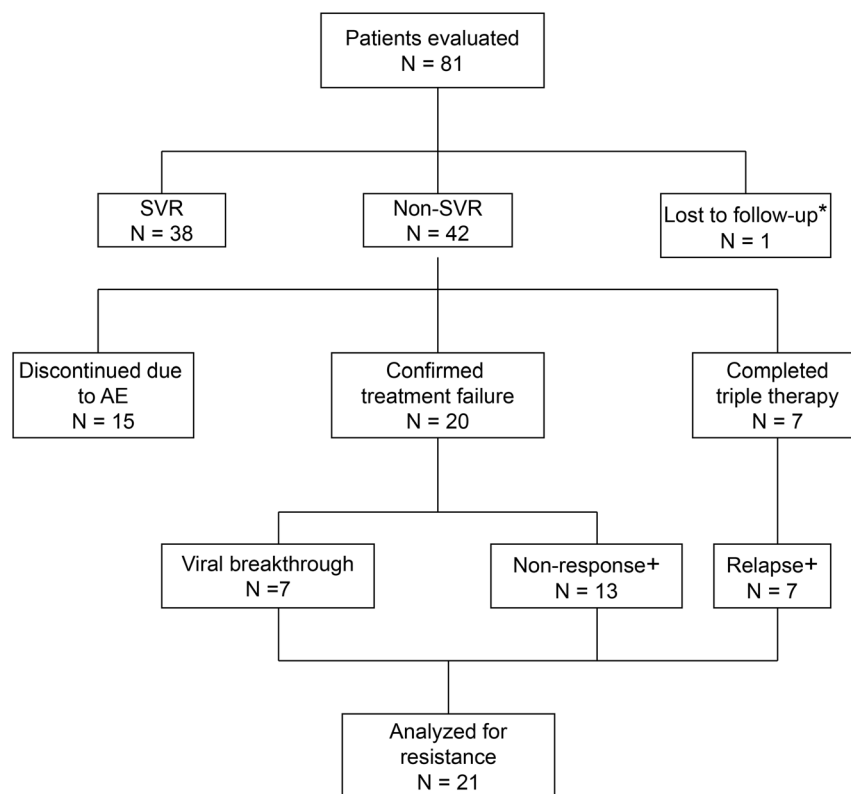 Patients evaluated
N = 81
SVR
N = 38
Non-SVR
N = 42
Lost to follow-up*
N = 1
Discontinued due
to AE
N = 15
Confirmed
treatment failure
N = 20
Completed
triple therapy
N = 7
Viral breakthrough
N =7
Non-response+
N = 13
Relapse+
N = 7
Analyzed for
resistance
N = 21